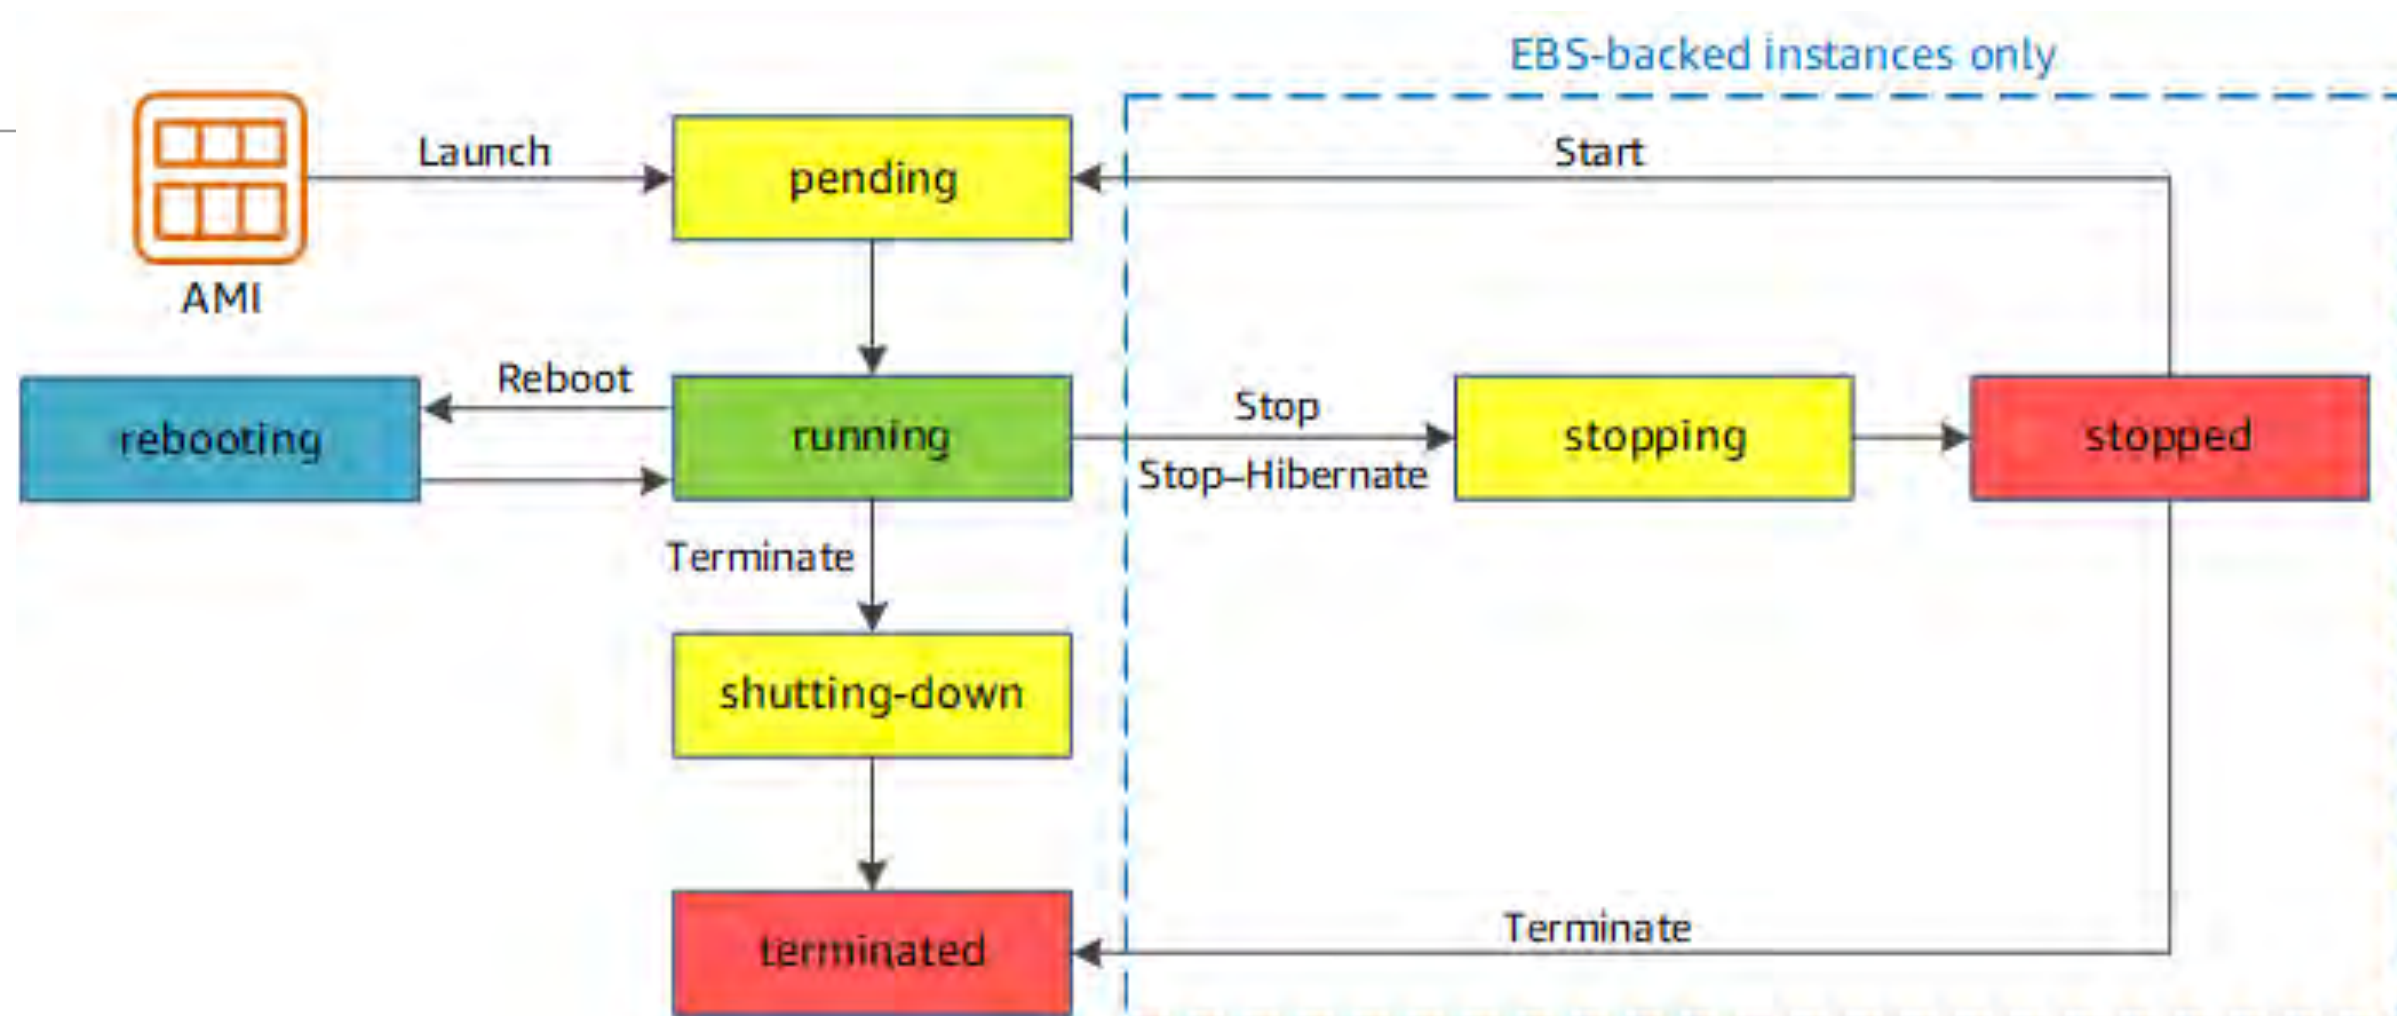 EBS-backed instances only
Launch
pending
Start
AMI
Reboot
rebooting
running
Stop
Stop–Hibernate
stopping
stopped
Terminate
shutting-down
terminated
Terminate